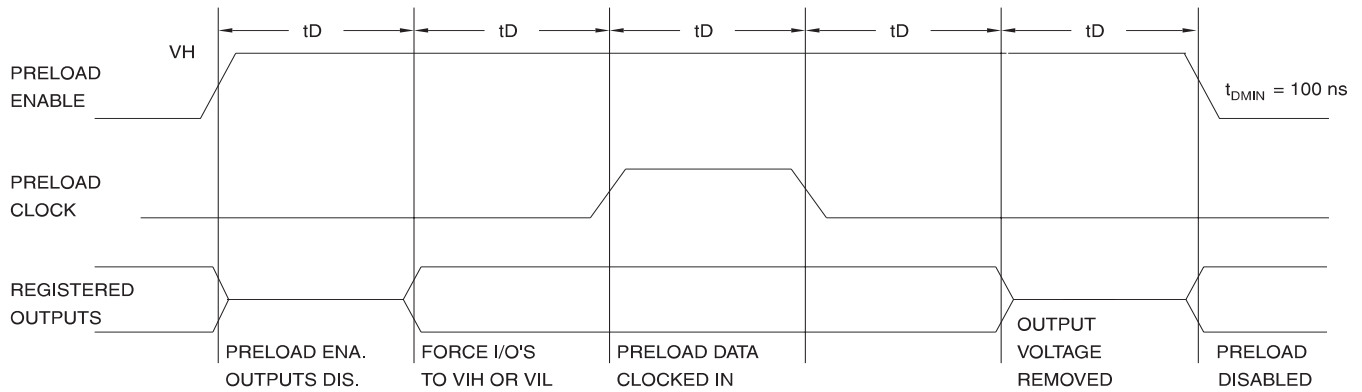 tD tD tD tD tD
VH
PRELOAD
ENABLE
t_DMIN = 100 ns
PRELOAD
CLOCK
REGISTERED
OUTPUTS
PRELOAD ENA.
OUTPUTS DIS.
FORCE I/O'S
TO VIH OR VIL
PRELOAD DATA
CLOCKED IN
OUTPUT
VOLTAGE
REMOVED
PRELOAD
DISABLED